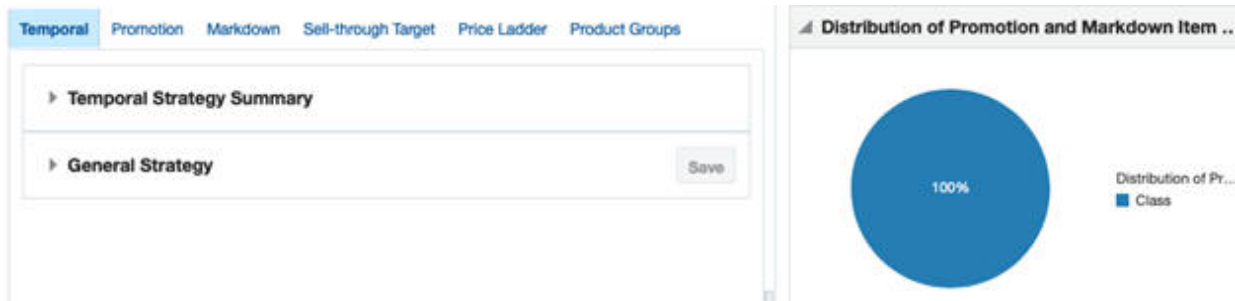 Temporal Promotion Markdown Sell-through Target Price Ladder Product Groups
Temporal Strategy Summary
General Strategy
Save
Distribution of Promotion and Markdown Item ...
100%
Distribution of Pr...
Class